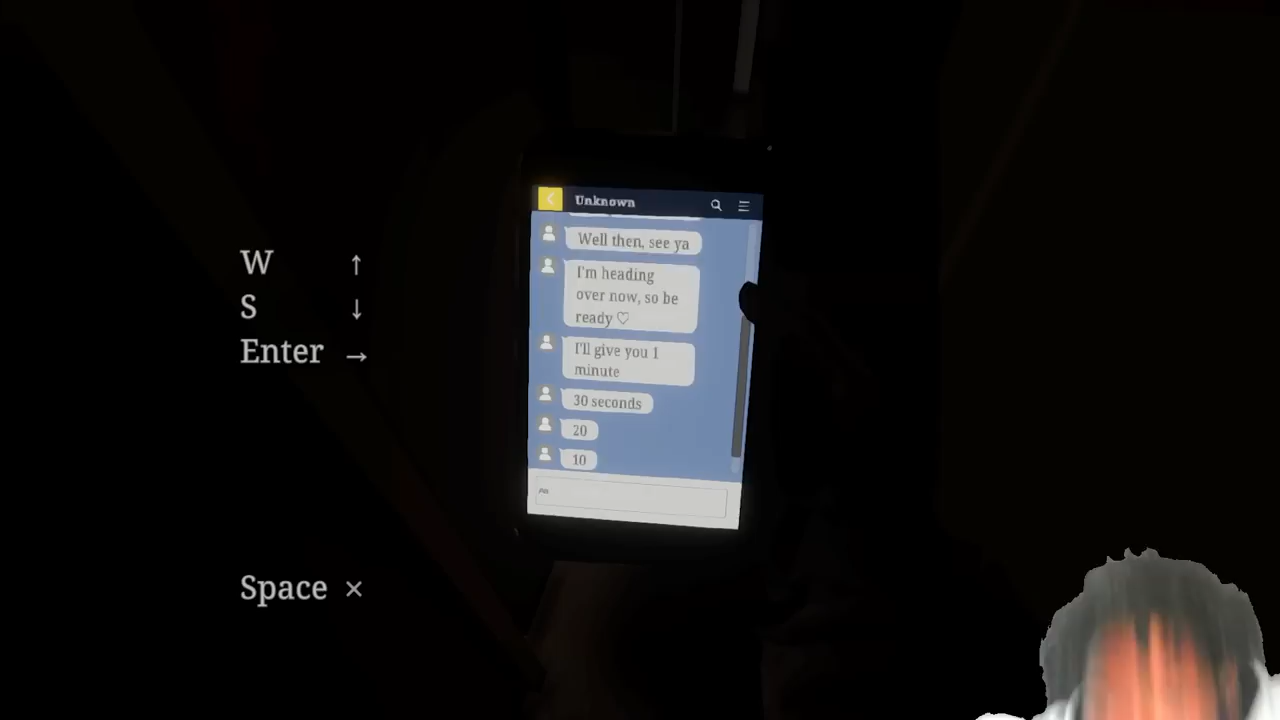 W ↑
S ↓
Enter →
Space ×
Unknown
Well then, see ya
I'm heading
over now, so be
ready ♡
I'll give you 1
minute
30 seconds
20
10
Aa